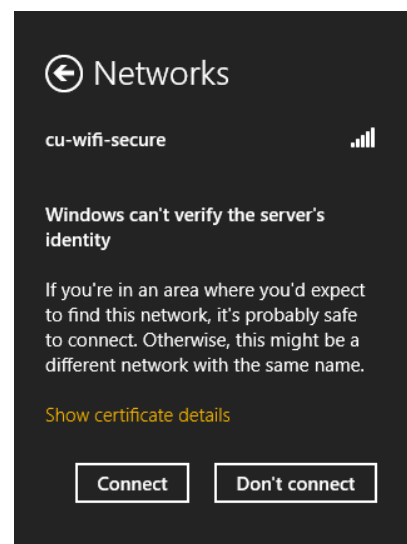 Networks
cu-wifi-secure
Windows can't verify the server's
identity
If you're in an area where you'd expect
to find this network, it's probably safe
to connect. Otherwise, this might be a
different network with the same name.
Show certificate details
Connect Don't connect